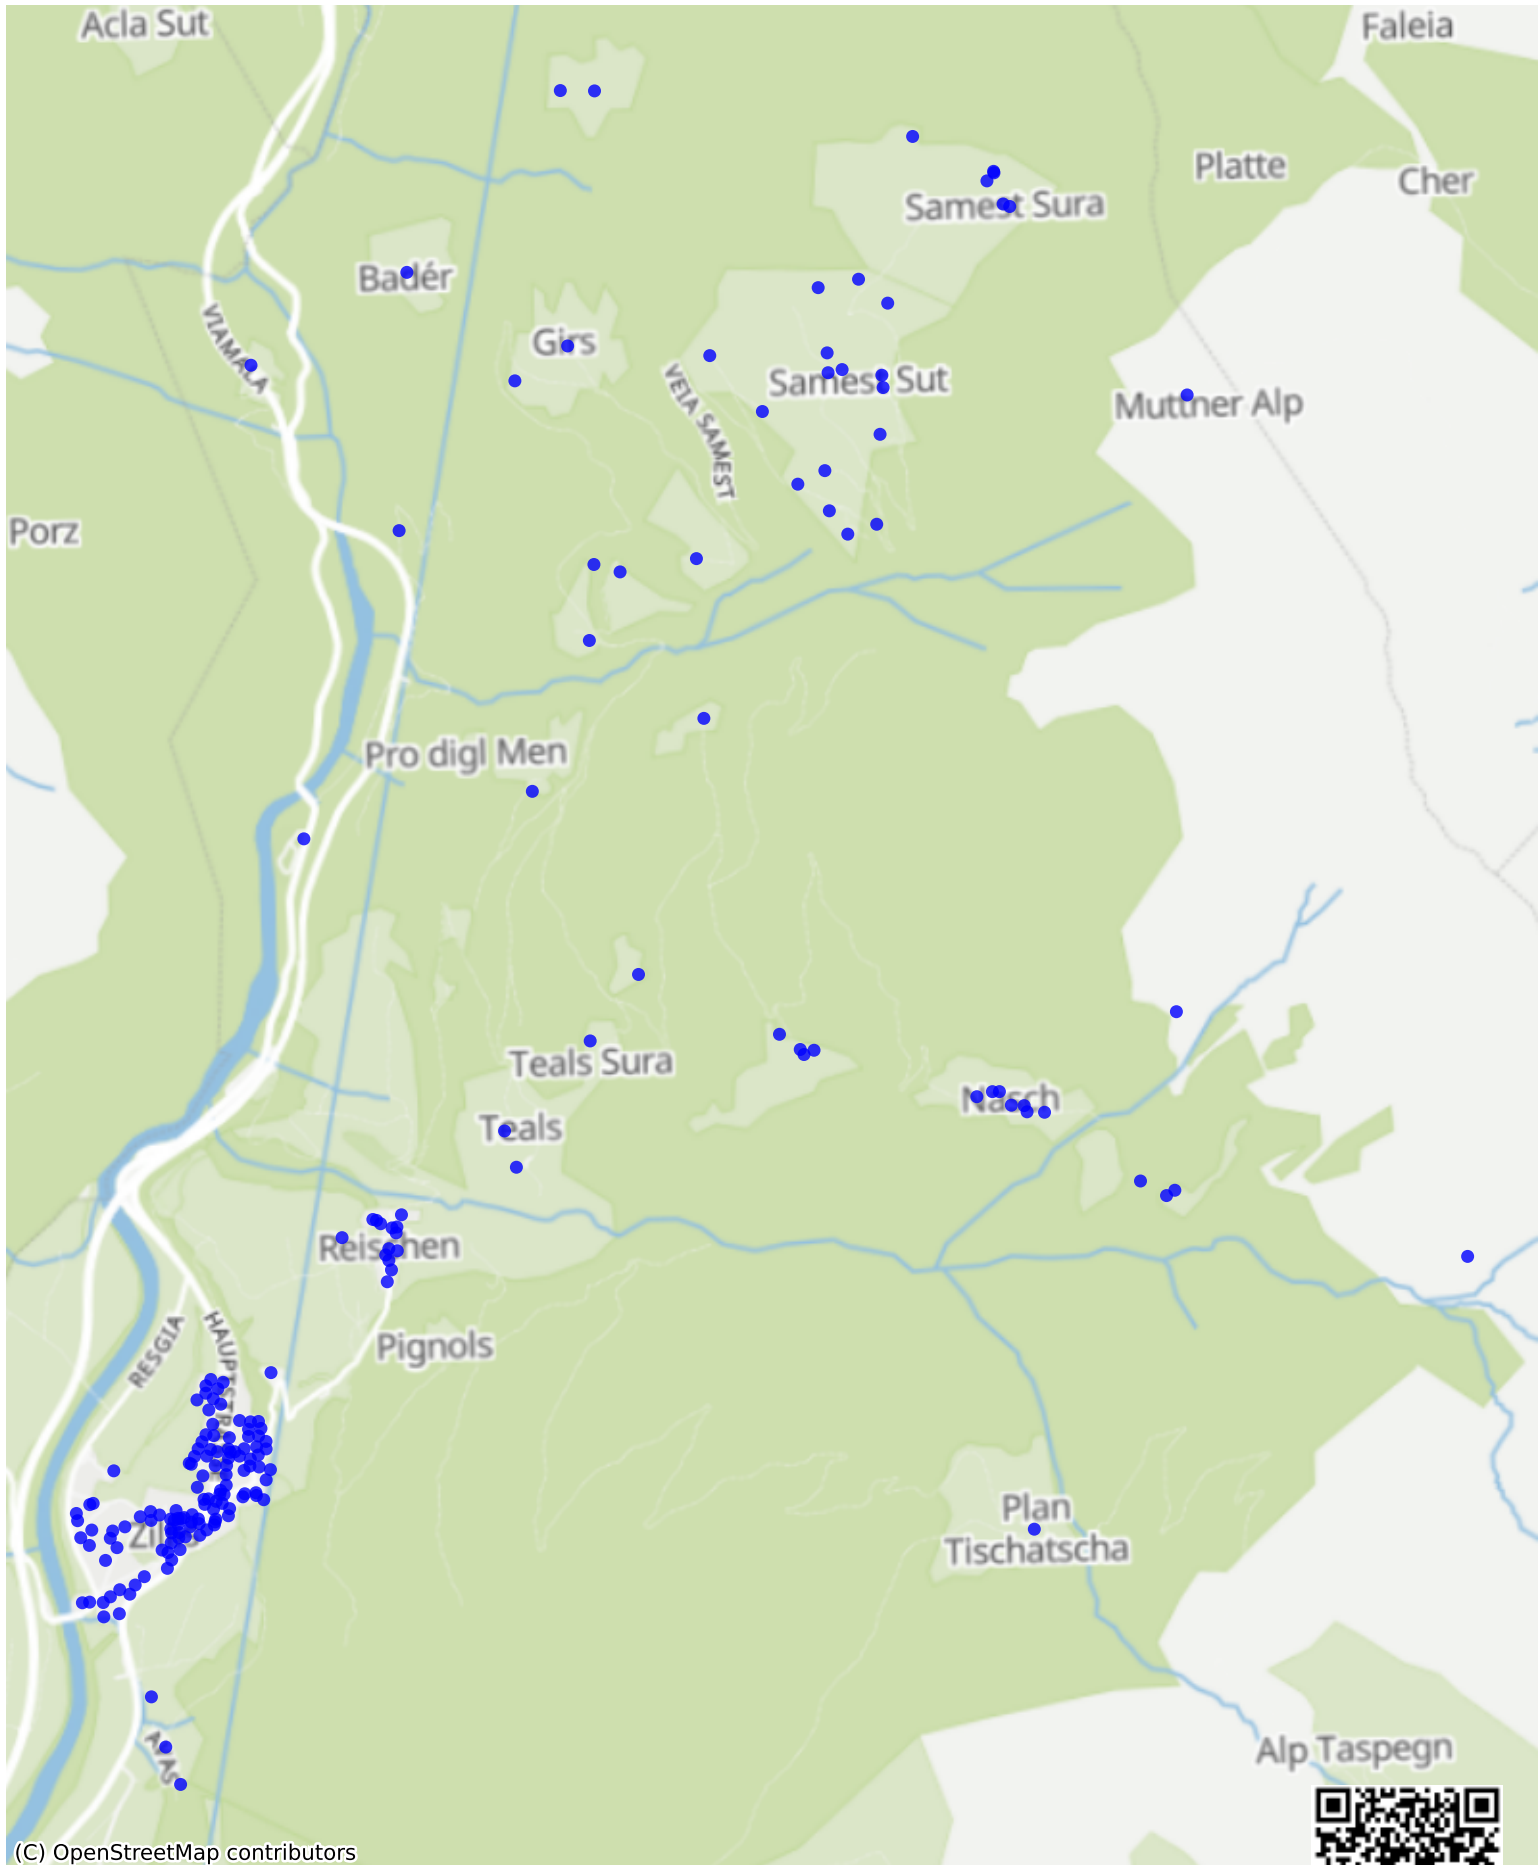 Acla Sut
Faleia
Platte
Cher
Samest Sura
Badér
VIAMALA
Girs
VEIA SAMEST
Samest Sut
Muttner Alp
Porz
Pro digl Men
Teals Sura
Nasch
Teals
Reischen
RESGIA
Pignols
Plan
Tischatscha
Alp Taspegn
(C) OpenStreetMap contributors